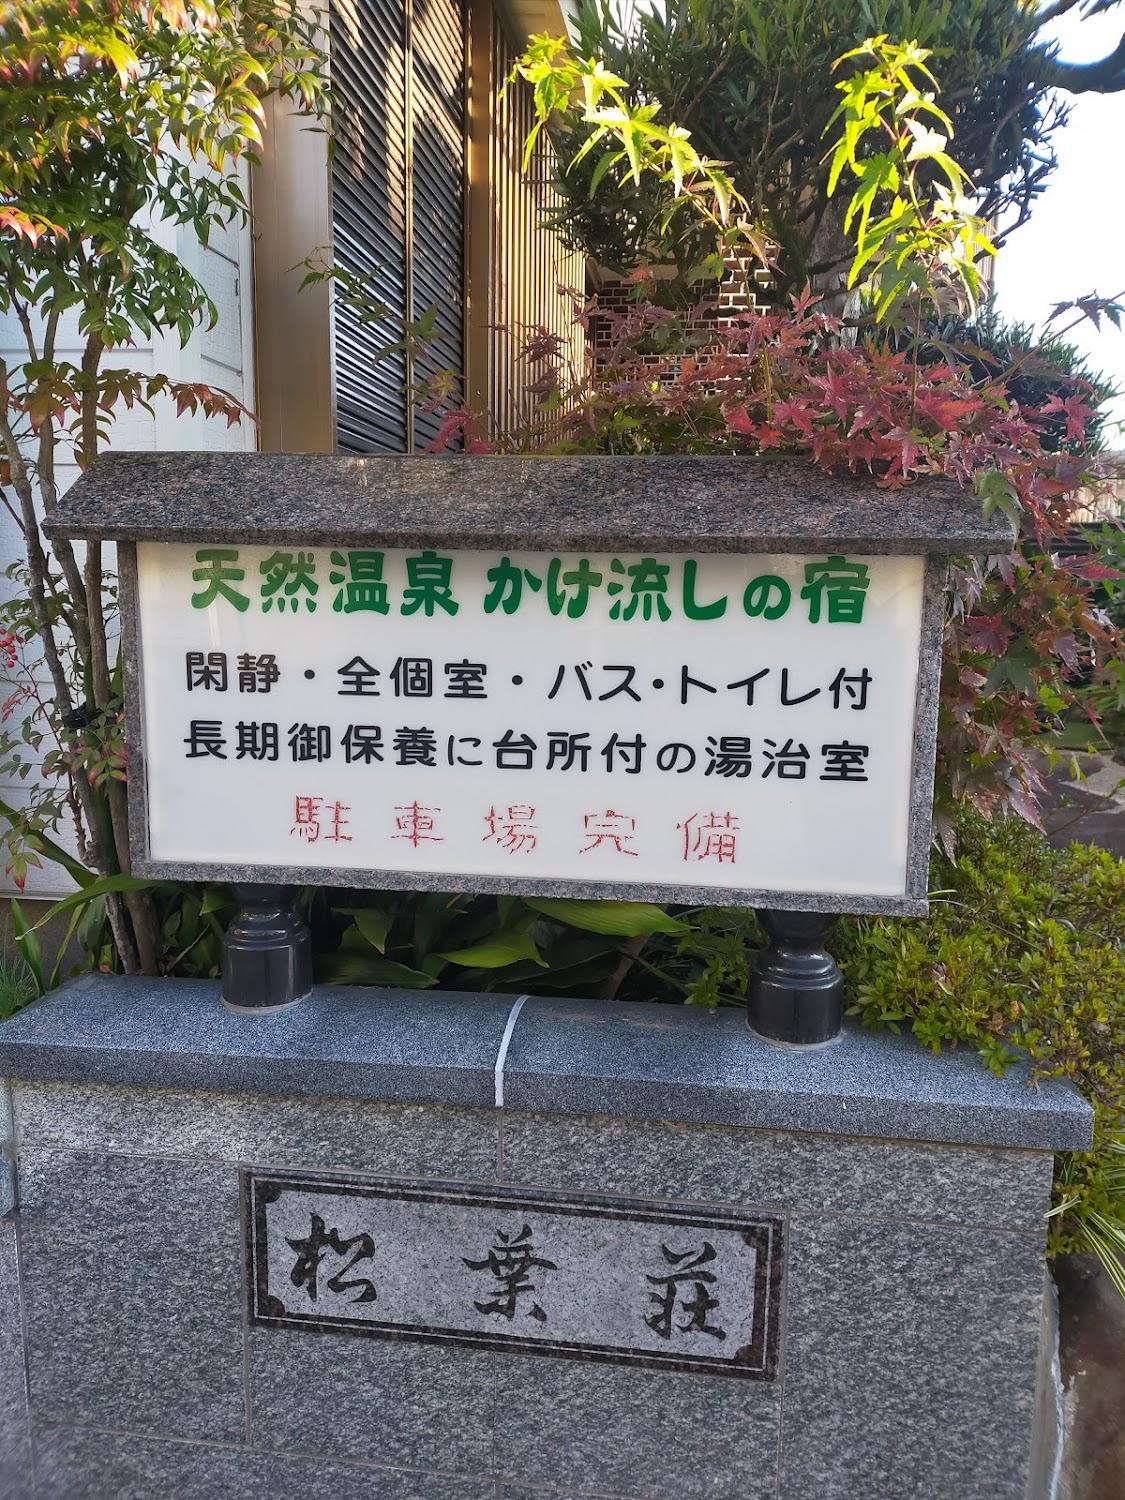 天然温泉 かけ流しの宿
閑静・全個室・バス・トイレ付
長期御保養に台所付の湯治室
駐車場完備
松葉荘